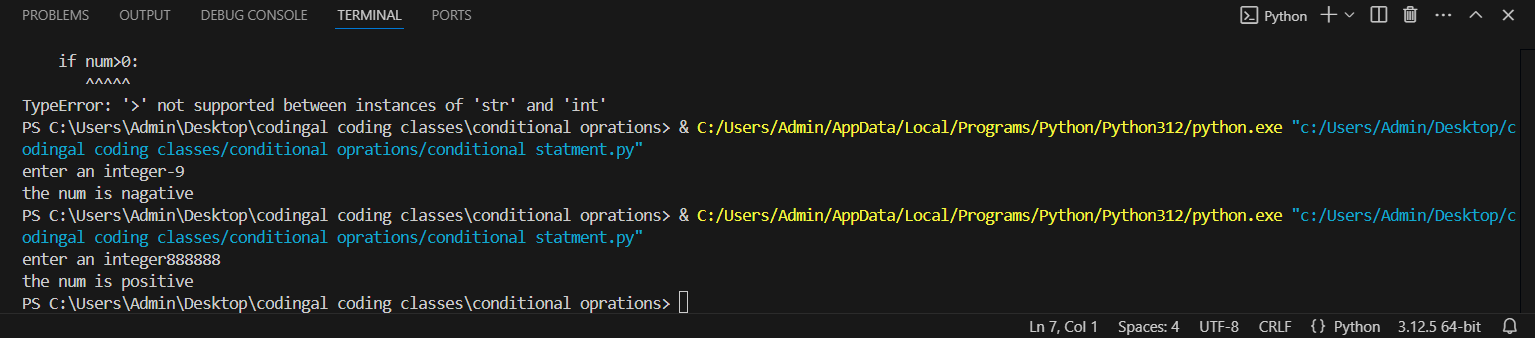 PROBLEMS OUTPUT DEBUG CONSOLE TERMINAL PORTS Python
    if num>0:
       ^^^^^
TypeError: '>' not supported between instances of 'str' and 'int'
PS C:\Users\Admin\Desktop\codingal coding classes\conditional oprations> & C:/Users/Admin/AppData/Local/Programs/Python/Python312/python.exe "c:/Users/Admin/Desktop/c
odingal coding classes/conditional oprations/conditional statment.py"
enter an integer-9
the num is nagative
PS C:\Users\Admin\Desktop\codingal coding classes\conditional oprations> & C:/Users/Admin/AppData/Local/Programs/Python/Python312/python.exe "c:/Users/Admin/Desktop/c
odingal coding classes/conditional oprations/conditional statment.py"
enter an integer888888
the num is positive
PS C:\Users\Admin\Desktop\codingal coding classes\conditional oprations>
Ln 7, Col 1 Spaces: 4 UTF-8 CRLF {} Python 3.12.5 64-bit